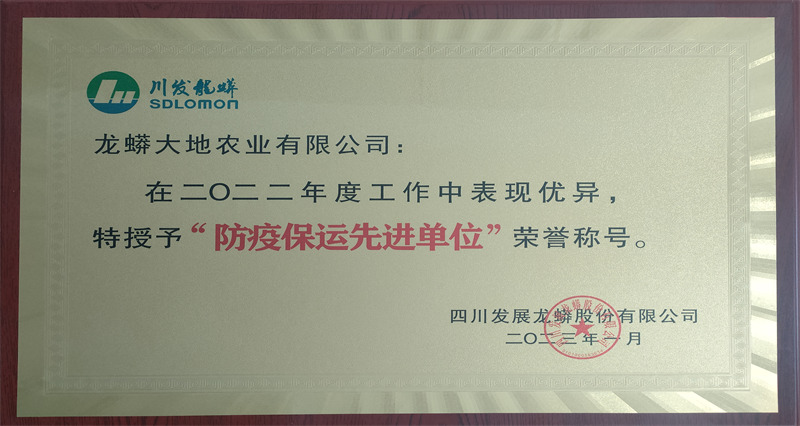 川发龍蟒
SDLOMON
龙蟒大地农业有限公司：
在二〇二二年度工作中表现优异，
特授予“防疫保运先进单位”荣誉称号。
四川发展龙蟒股份有限公司
二〇二三年一月